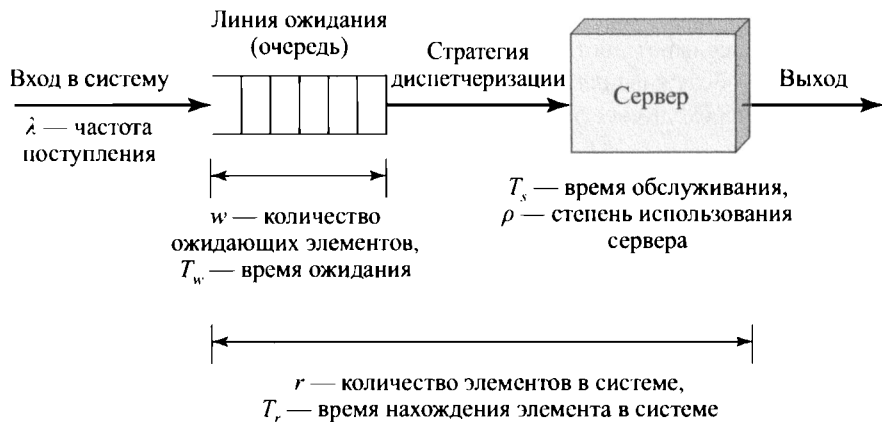 Линия ожидания
(очередь)
Стратегия
диспетчеризации
Вход в систему
Сервер
Выход
λ — частота
поступления
T_s — время обслуживания,
ρ — степень использования
сервера
w — количество
ожидающих элементов,
T_w — время ожидания
r — количество элементов в системе,
T_r — время нахождения элемента в системе